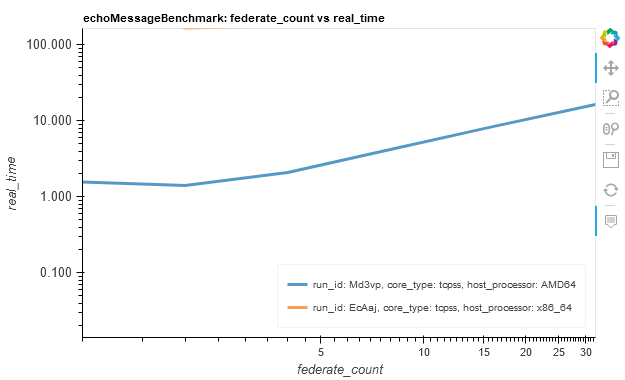 echoMessageBenchmark: federate_count vs real_time
100.000
10.000
1.000
0.100
real_time
run_id: Md3vp, core_type: tcpss, host_processor: AMD64
run_id: EcAaj, core_type: tcpss, host_processor: x86_64
5 10 15 20 25 30
federate_count